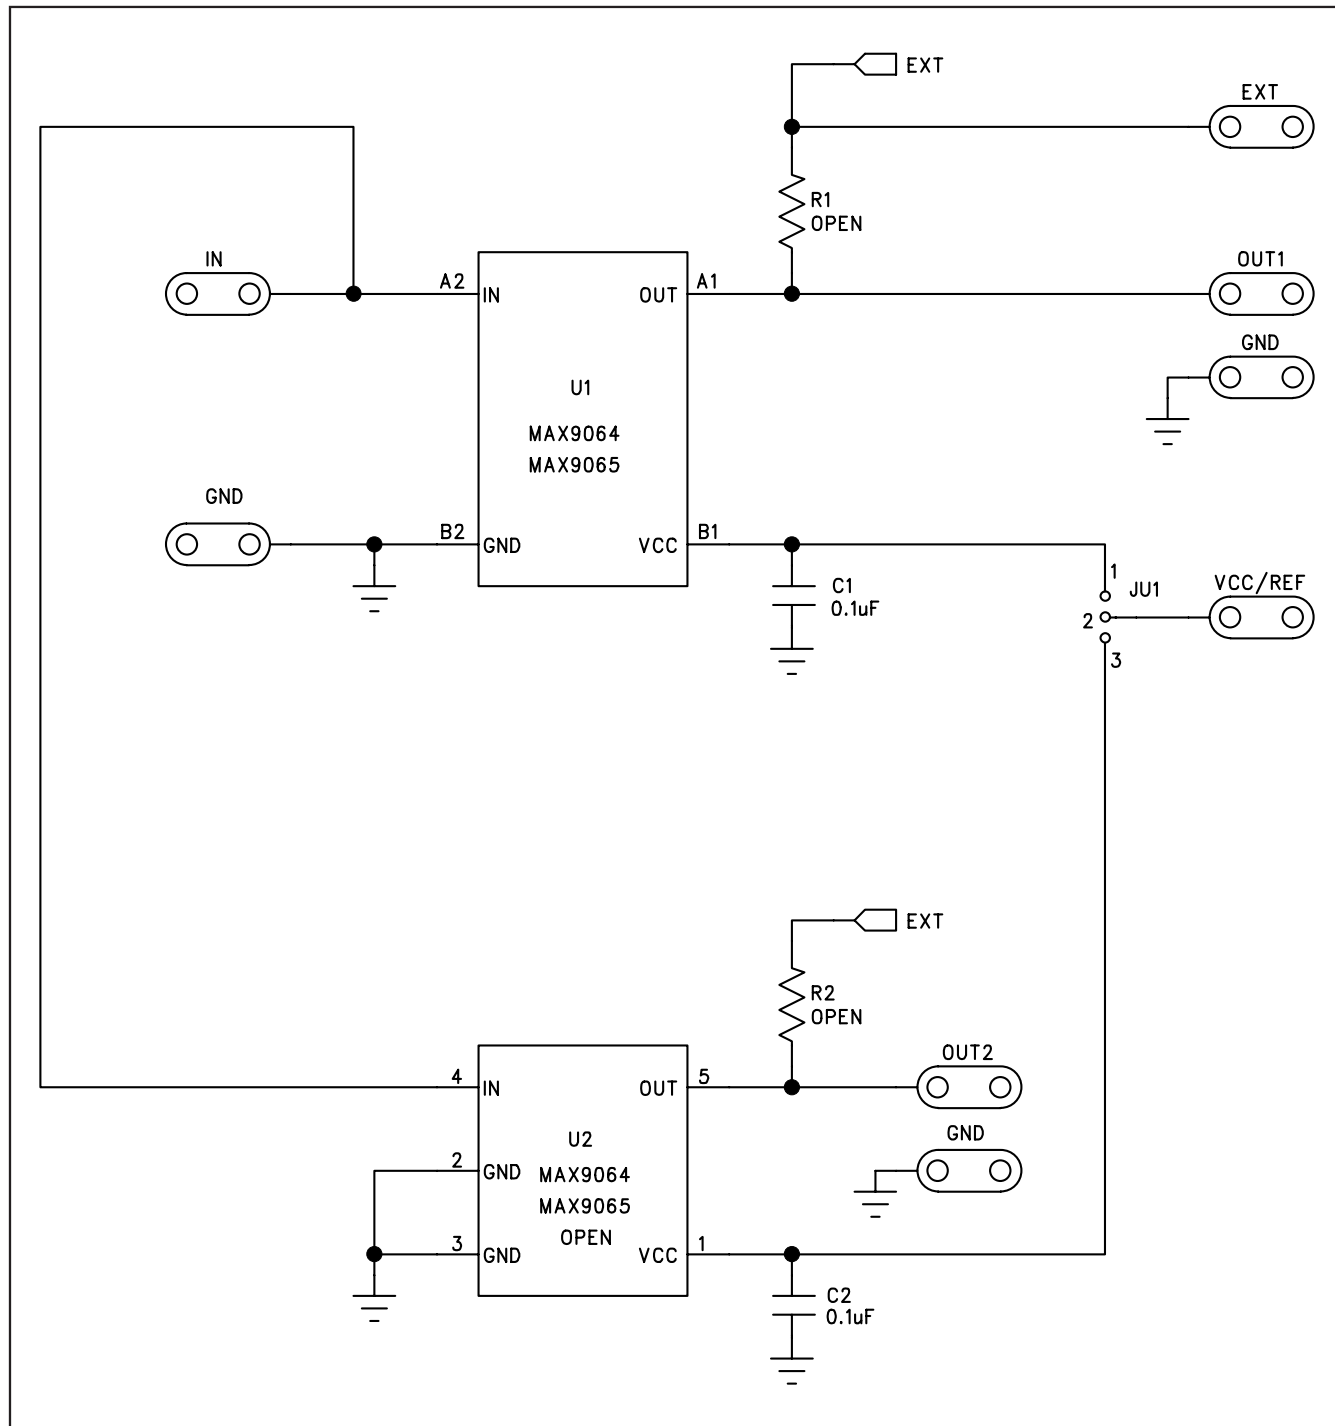 EXT
EXT
R1
OPEN
IN
A2
IN
OUT
A1
OUT1
GND
U1
MAX9064
MAX9065
GND
B2
GND
VCC
B1
C1
0.1uF
1
JU1
2
3
VCC/REF
EXT
R2
OPEN
OUT2
4
IN
OUT
5
U2
GND
2
GND
MAX9064
MAX9065
OPEN
3
GND
VCC
1
C2
0.1uF